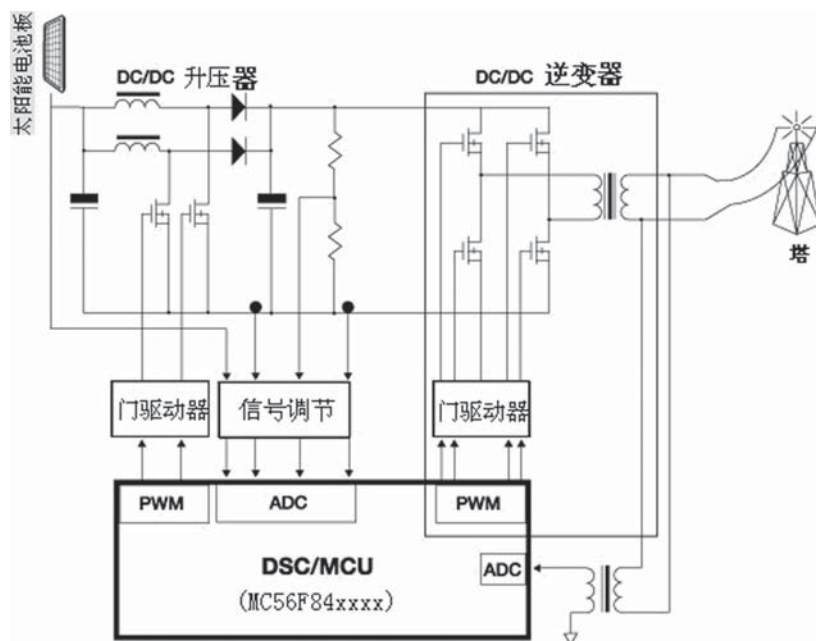 太阳能电池板
DC/DC 升压器
DC/DC 逆变器
塔
门驱动器
信号调节
门驱动器
PWM
ADC
PWM
DSC/MCU
(MC56F84xxxx)
ADC